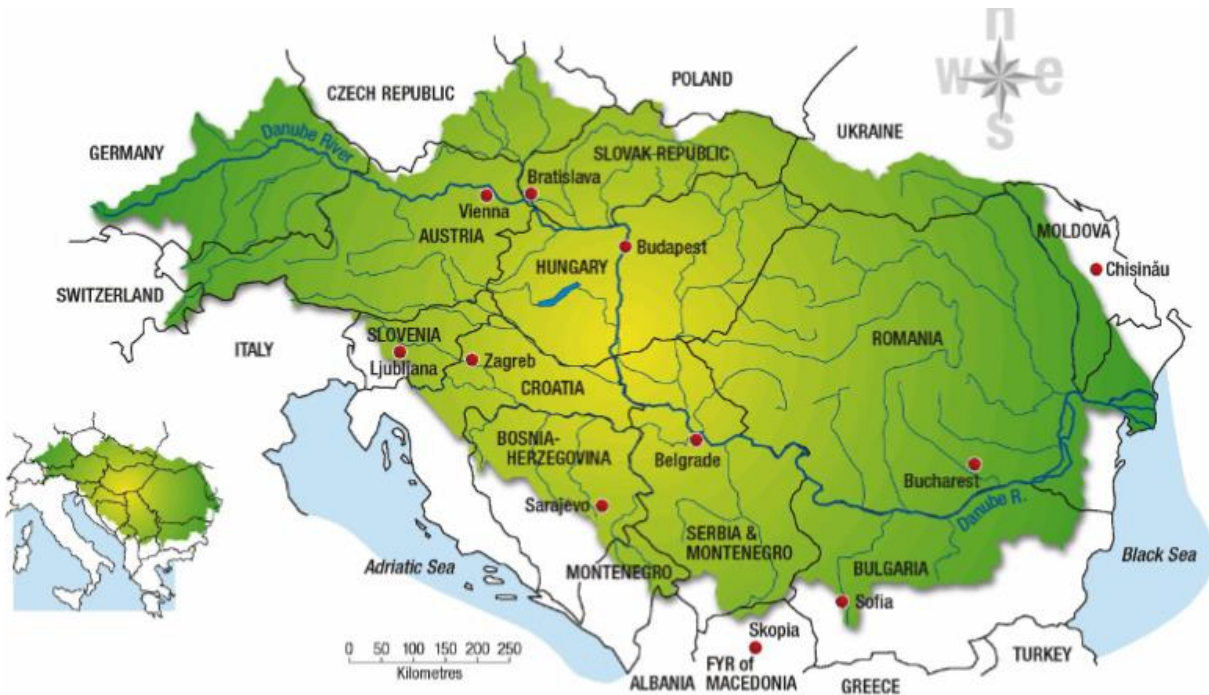 n
w e
s
POLAND
CZECH REPUBLIC
UKRAINE
GERMANY
Danube River
SLOVAK REPUBLIC
Bratislava
Vienna
AUSTRIA
MOLDOVA
Budapest
HUNGARY
Chisinău
SWITZERLAND
SLOVENIA
ROMANIA
ITALY
Ljubljana
Zagreb
CROATIA
BOSNIA-
HERZEGOVINA
Belgrade
Bucharest
Sarajevo
Danube R.
SERBIA &
MONTENEGRO
Adriatic Sea
MONTENEGRO
BULGARIA
Black Sea
Sofia
Skopia
0 50 100 150 200 250
Kilometres
ALBANIA
FYR of
MACEDONIA
GREECE
TURKEY